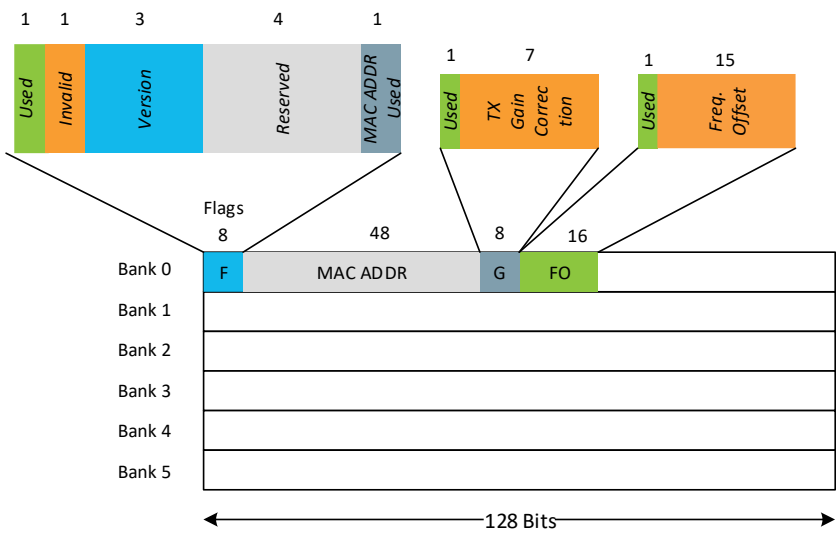 1 1 3 4 1
Used
Invalid
Version
Reserved
MAC ADDR
Used
1 7
Used
TX
Gain
Correc
tion
1 15
Used
Freq.
Offset
Flags
8 48 8 16
Bank 0 F MAC ADDR G FO
Bank 1
Bank 2
Bank 3
Bank 4
Bank 5
128 Bits